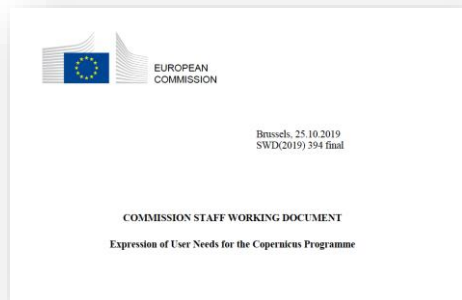 EUROPEAN
COMMISSION
Brussels, 25.10.2019
SWD(2019) 394 final
COMMISSION STAFF WORKING DOCUMENT
Expression of User Needs for the Copernicus Programme